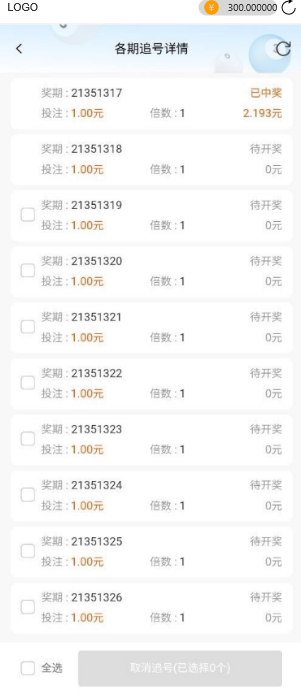 LOGO
¥ 300.000000
各期追号详情
奖期 : 21351317 已中奖
投注 : 1.00元 倍数 : 1 2.193元
奖期 : 21351318 待开奖
投注 : 1.00元 倍数 : 1 0元
奖期 : 21351319 待开奖
投注 : 1.00元 倍数 : 1 0元
奖期 : 21351320 待开奖
投注 : 1.00元 倍数 : 1 0元
奖期 : 21351321 待开奖
投注 : 1.00元 倍数 : 1 0元
奖期 : 21351322 待开奖
投注 : 1.00元 倍数 : 1 0元
奖期 : 21351323 待开奖
投注 : 1.00元 倍数 : 1 0元
奖期 : 21351324 待开奖
投注 : 1.00元 倍数 : 1 0元
奖期 : 21351325 待开奖
投注 : 1.00元 倍数 : 1 0元
奖期 : 21351326 待开奖
投注 : 1.00元 倍数 : 1 0元
全选 取消追号(已选择0个)